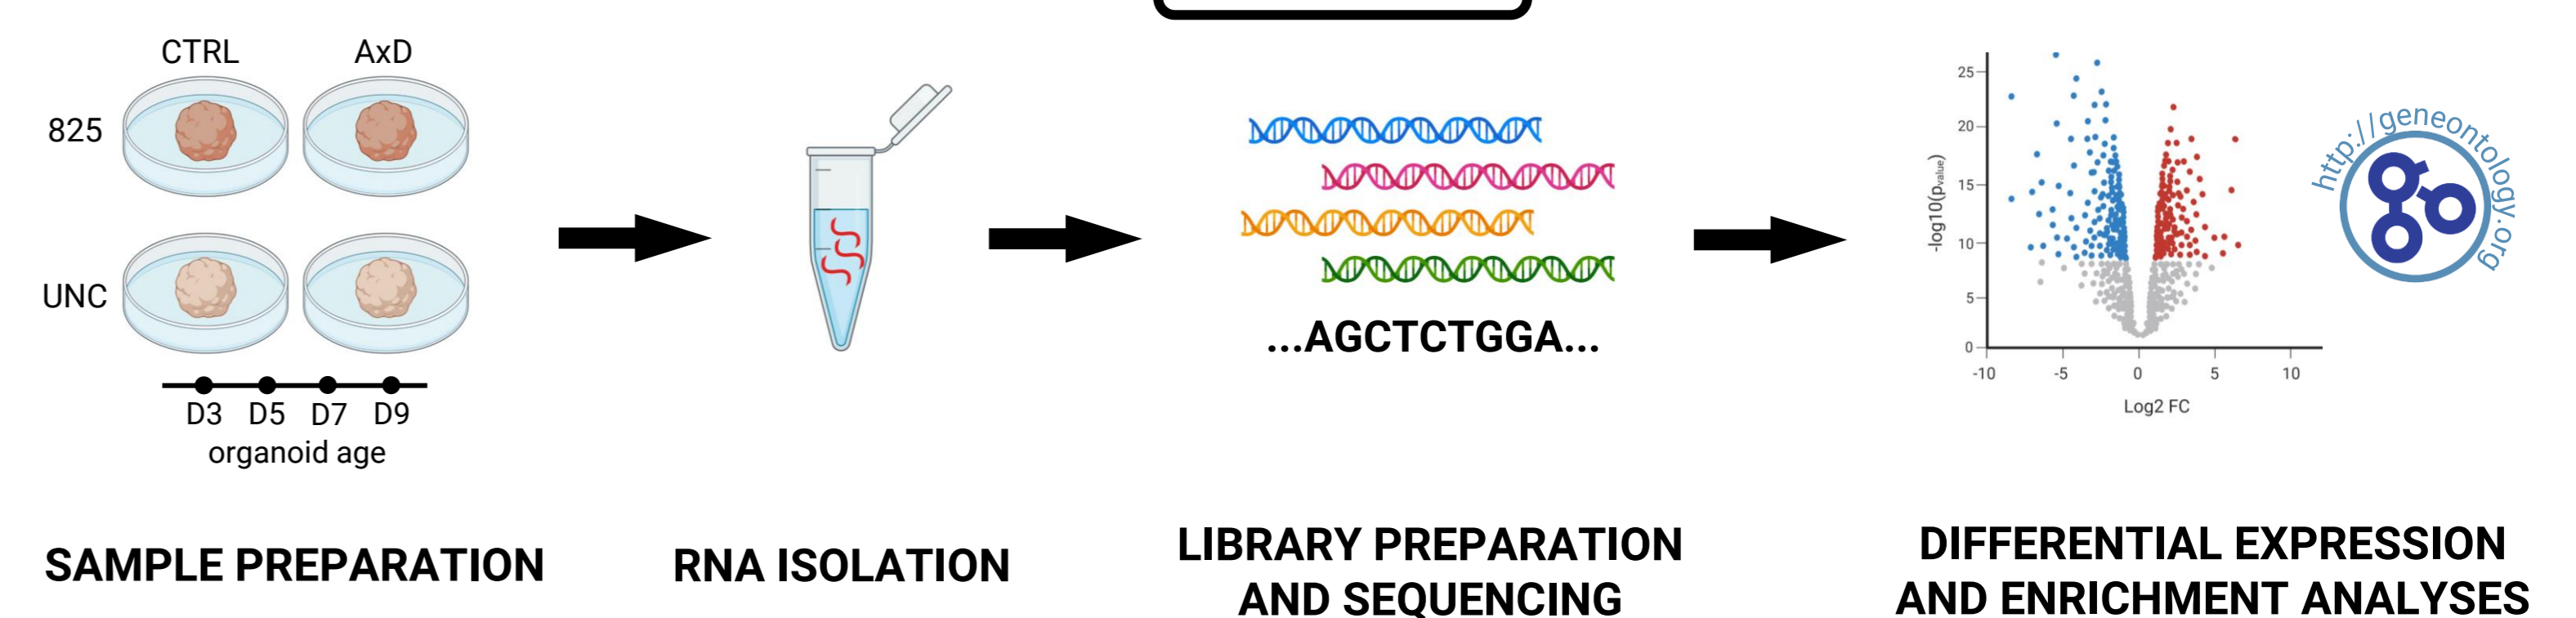 CTRL AxD
825
UNC
D3 D5 D7 D9
organoid age
SAMPLE PREPARATION
RNA ISOLATION
...AGCTCTGGA...
LIBRARY PREPARATION
AND SEQUENCING
-log10(pvalue)
25
20
15
10
5
0
-10 -5 0 5 10
Log2 FC
http://geneontology.org
DIFFERENTIAL EXPRESSION
AND ENRICHMENT ANALYSES